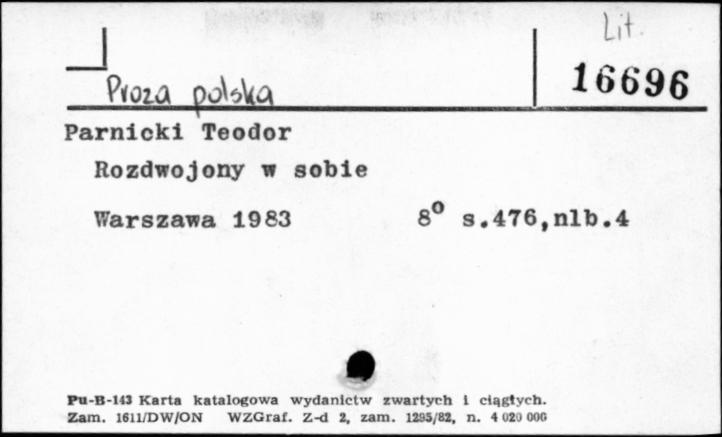 Lit.
16696
Proza polska
Parnicki Teodor
Rozdwojony w sobie
Warszawa 1983 8° s.476,nlb.4
Pu-B-143 Karta katalogowa wydanictw zwartych i ciągłych.
Zam. 1611/DW/ON WZGraf. Z-d 2, zam. 1295/82, n. 4 020 000